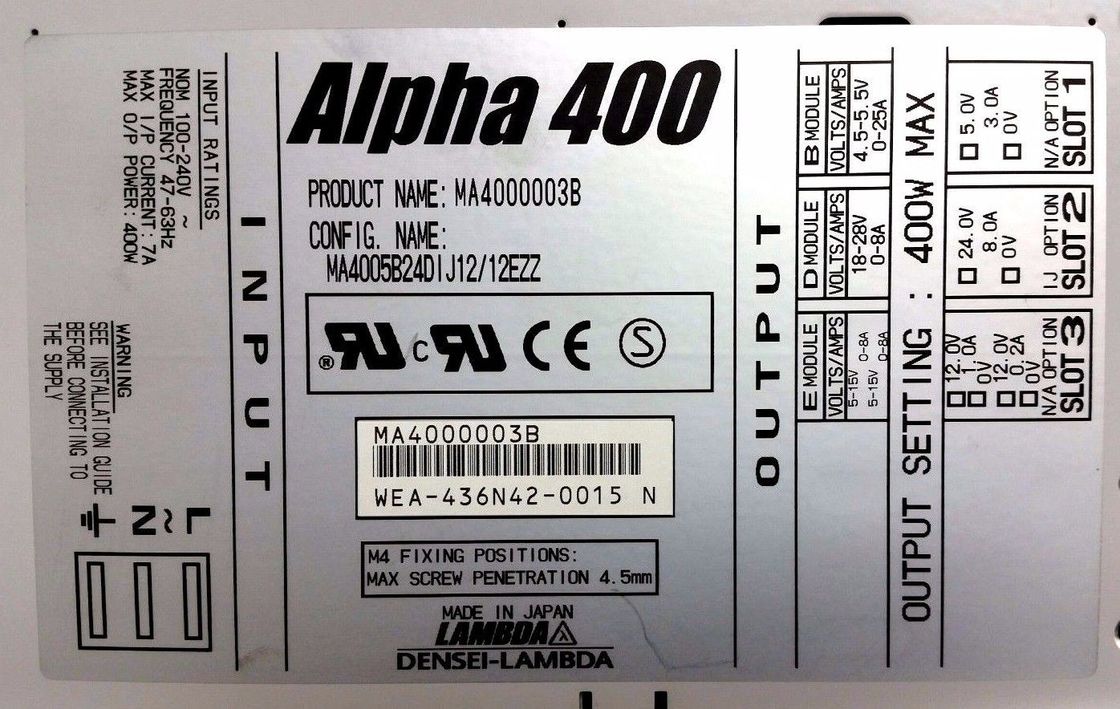 INPUT RATINGS
NOM 100-240V ~
FREQUENCY 47-63Hz
MAX I/P CURRENT: 7A
MAX O/P POWER: 400W
WARNING
SEE INSTALLATION GUIDE
BEFORE CONNECTING TO
THE SUPPLY
L
~
N
INPUT
Alpha 400
PRODUCT NAME: MA4000003B
CONFIG. NAME:
MA4005B24DIJ12/12EZZ
® RU c RU CE S
MA4000003B
WEA-436N42-0015 N
M4 FIXING POSITIONS:
MAX SCREW PENETRATION 4.5mm
MADE IN JAPAN
LAMBDA λ
DENSEI-LAMBDA
OUTPUT
B MODULE
VOLTS/AMPS
4.5-5.5V
0-25A
D MODULE
VOLTS/AMPS
18-28V
0-8A
E MODULE
VOLTS/AMPS
5-15V 0-8A
5-15V 0-8A
OUTPUT SETTING : 400W MAX
5.0V
3.0A
0V
N/A OPTION
SLOT 1
24.0V
8.0A
0V
IJ OPTION
SLOT 2
12.0V
1.0A
0V
12.0V
0.2A
0V
N/A OPTION
SLOT 3